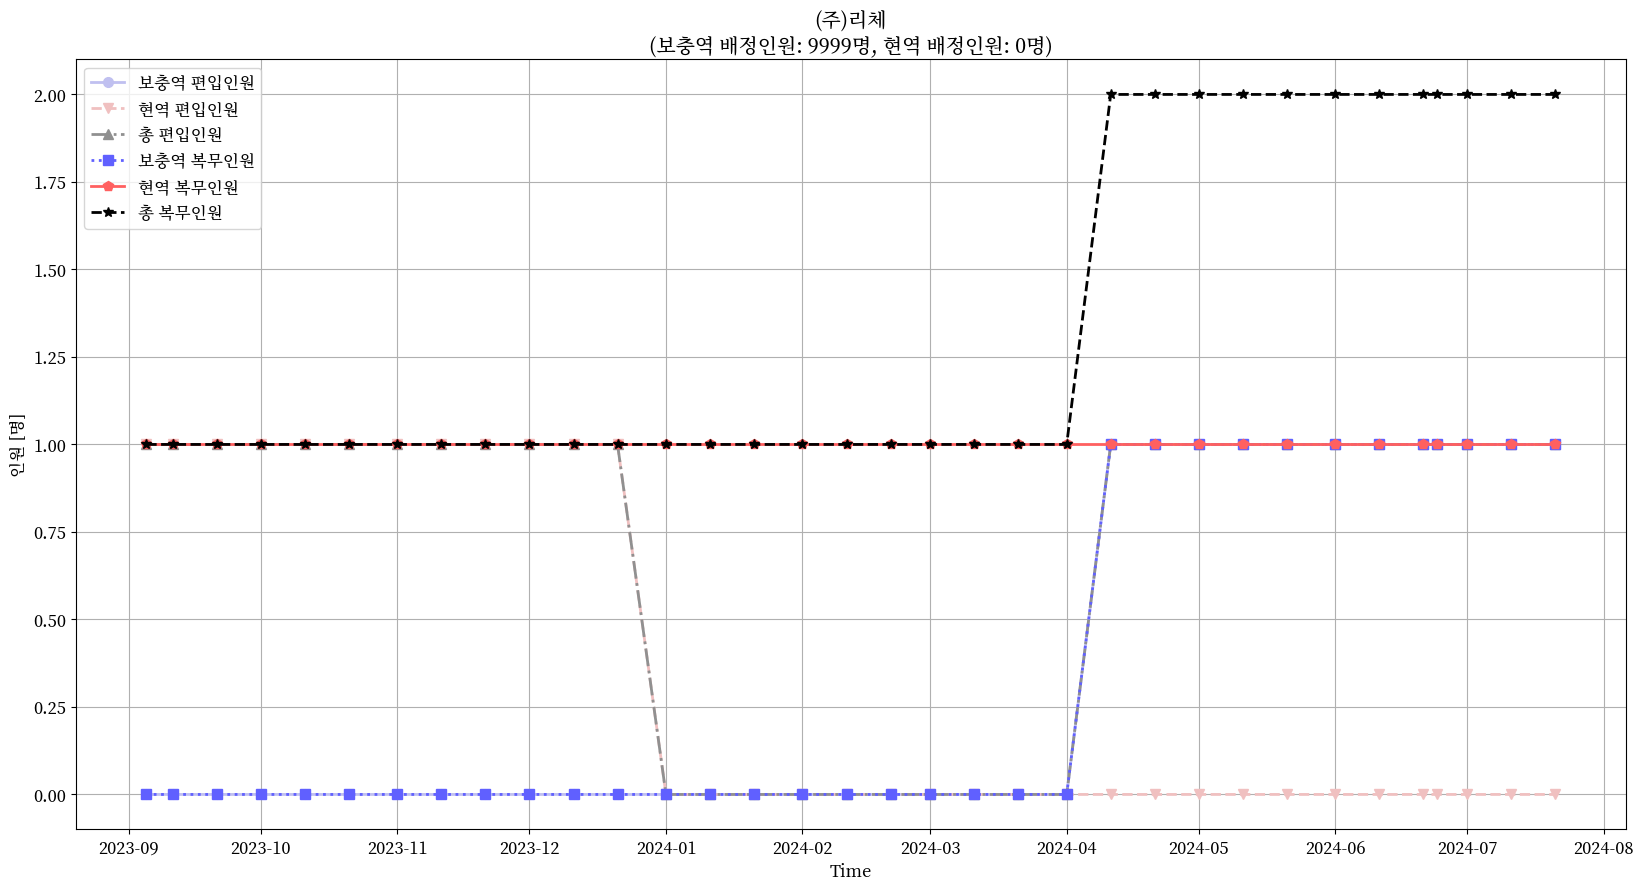 (주)리체
(보충역 배정인원: 9999명, 현역 배정인원: 0명)
보충역 편입인원
현역 편입인원
총 편입인원
보충역 복무인원
현역 복무인원
총 복무인원
2.00
1.75
1.50
1.25
1.00
0.75
0.50
0.25
0.00
인원 [명]
2023-09 2023-10 2023-11 2023-12 2024-01 2024-02 2024-03 2024-04 2024-05 2024-06 2024-07 2024-08
Time